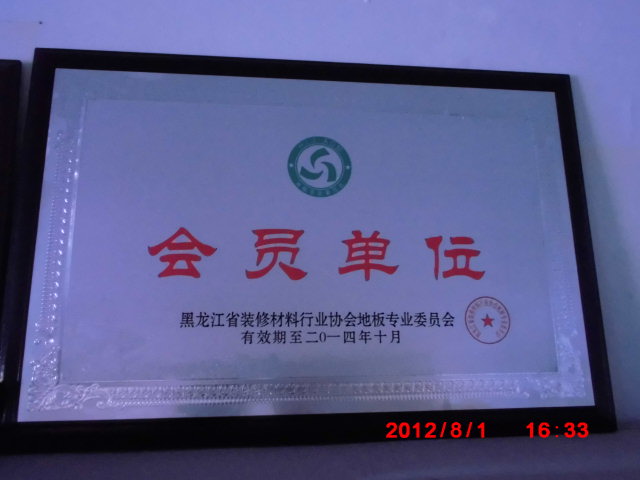 会员单位
黑龙江省装修材料行业协会地板专业委员会
有效期至二0一四年十月
2012/8/1 16:33